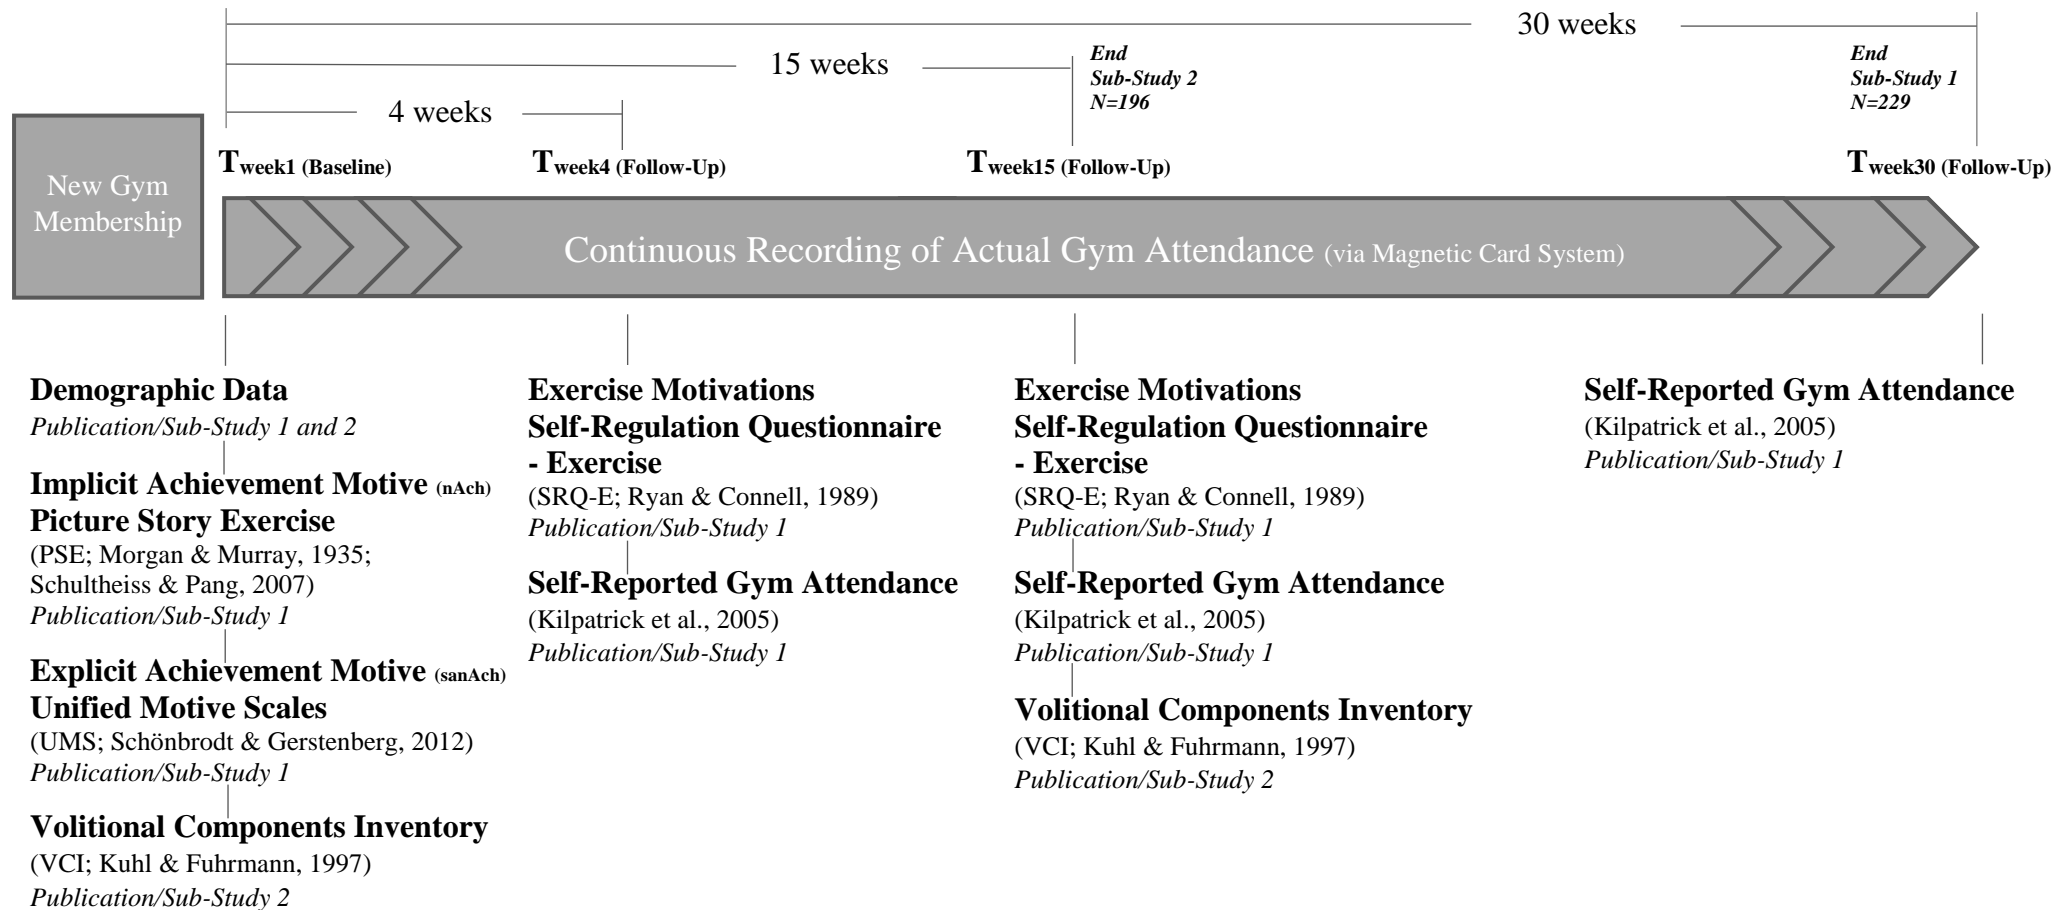 30 weeks
15 weeks
End
Sub-Study 2
N=196
End
Sub-Study 1
N=229
4 weeks
New Gym
Membership
Tweek1 (Baseline)
Tweek4 (Follow-Up)
Tweek15 (Follow-Up)
Tweek30 (Follow-Up)
Continuous Recording of Actual Gym Attendance (via Magnetic Card System)
Demographic Data
Publication/Sub-Study 1 and 2
Implicit Achievement Motive (nAch)
Picture Story Exercise
(PSE; Morgan & Murray, 1935;
Schultheiss & Pang, 2007)
Publication/Sub-Study 1
Explicit Achievement Motive (sanAch)
Unified Motive Scales
(UMS; Schönbrodt & Gerstenberg, 2012)
Publication/Sub-Study 1
Volitional Components Inventory
(VCI; Kuhl & Fuhrmann, 1997)
Publication/Sub-Study 2
Exercise Motivations
Self-Regulation Questionnaire
- Exercise
(SRQ-E; Ryan & Connell, 1989)
Publication/Sub-Study 1
Self-Reported Gym Attendance
(Kilpatrick et al., 2005)
Publication/Sub-Study 1
Exercise Motivations
Self-Regulation Questionnaire
- Exercise
(SRQ-E; Ryan & Connell, 1989)
Publication/Sub-Study 1
Self-Reported Gym Attendance
(Kilpatrick et al., 2005)
Publication/Sub-Study 1
Volitional Components Inventory
(VCI; Kuhl & Fuhrmann, 1997)
Publication/Sub-Study 2
Self-Reported Gym Attendance
(Kilpatrick et al., 2005)
Publication/Sub-Study 1